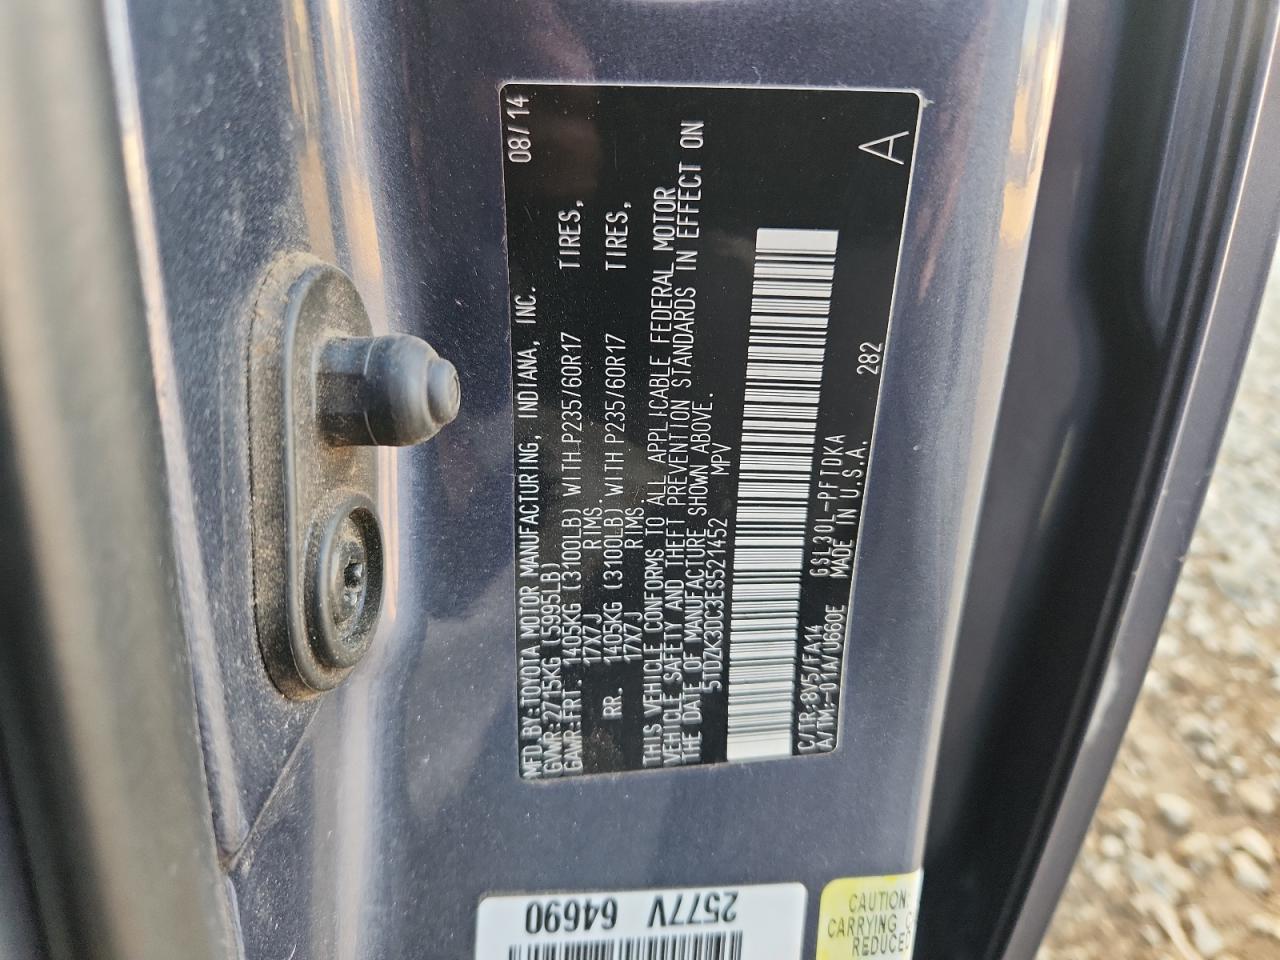 08/14
MFD.BY:TOYOTA MOTOR MANUFACTURING, INDIANA, INC.
GVWR:2715KG (5995LB)
GAWR:FRT. 1405KG (3100LB) WITH P235/60R17 TIRES,
17X7J RIMS.
RR. 1405KG (3100LB) WITH P235/60R17 TIRES,
17X7J RIMS.
THIS VEHICLE CONFORMS TO ALL APPLICABLE FEDERAL MOTOR
VEHICLE SAFETY AND THEFT PREVENTION STANDARDS IN EFFECT ON
THE DATE OF MANUFACTURE SHOWN ABOVE.
5TDZK3DC3ES521452 MPV
C/TR:8V5/FA14
A/TM:-01A/U660E GSL30L-PFTDKA
MADE IN U.S.A.
282
A
2577V
64690
CAUTION:
CARRYING
REDUCED